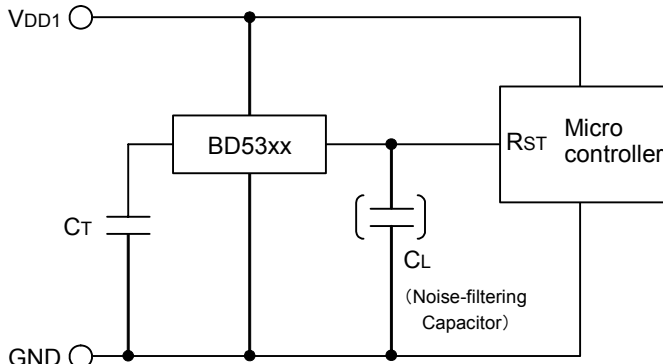 VDD1
BD53xx
RST
Micro
controller
CT
CL
（Noise-filtering
Capacitor）
GND